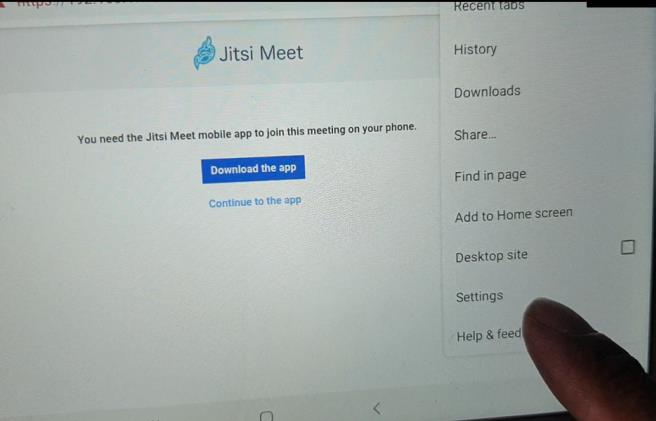 https://
Recent tabs
Jitsi Meet
History
Downloads
You need the Jitsi Meet mobile app to join this meeting on your phone.
Share...
Download the app
Find in page
Continue to the app
Add to Home screen
Desktop site
Settings
Help & feed